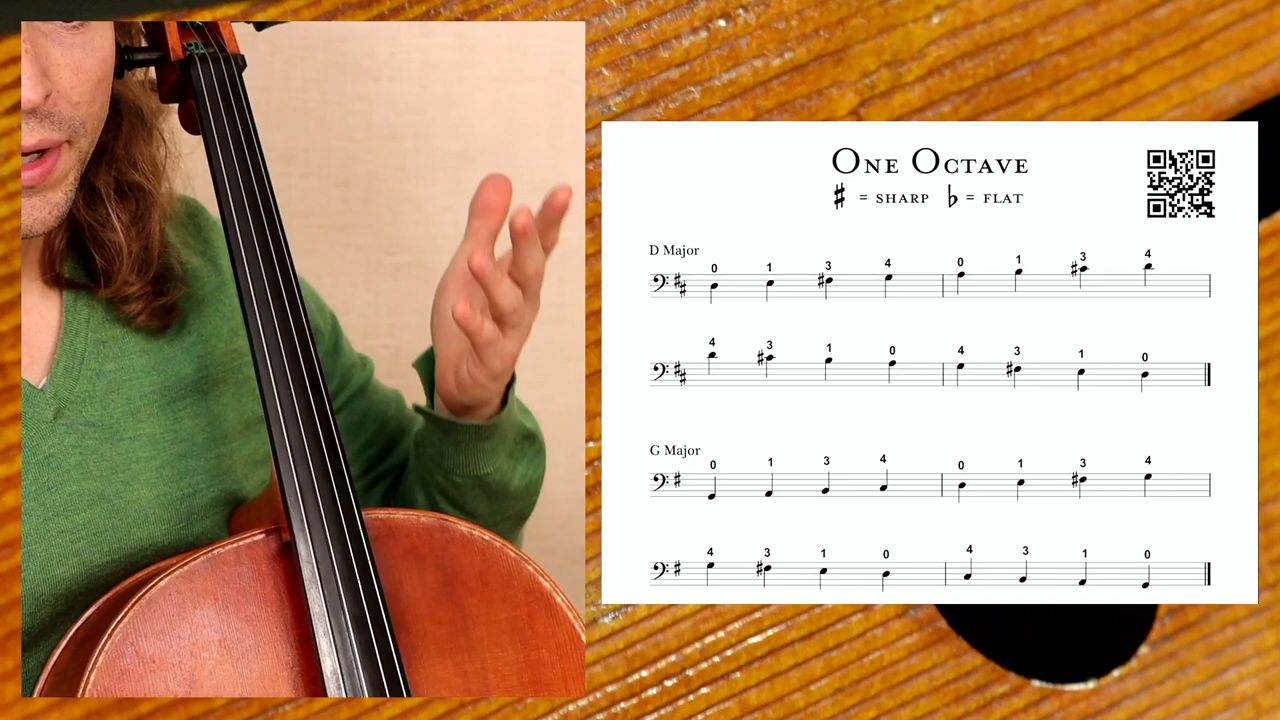 ONE OCTAVE
♯ = SHARP ♭ = FLAT
D Major
0 1 3 4 0 1 3 4
4 3 1 0 4 3 1 0
G Major
0 1 3 4 0 1 3 4
4 3 1 0 4 3 1 0